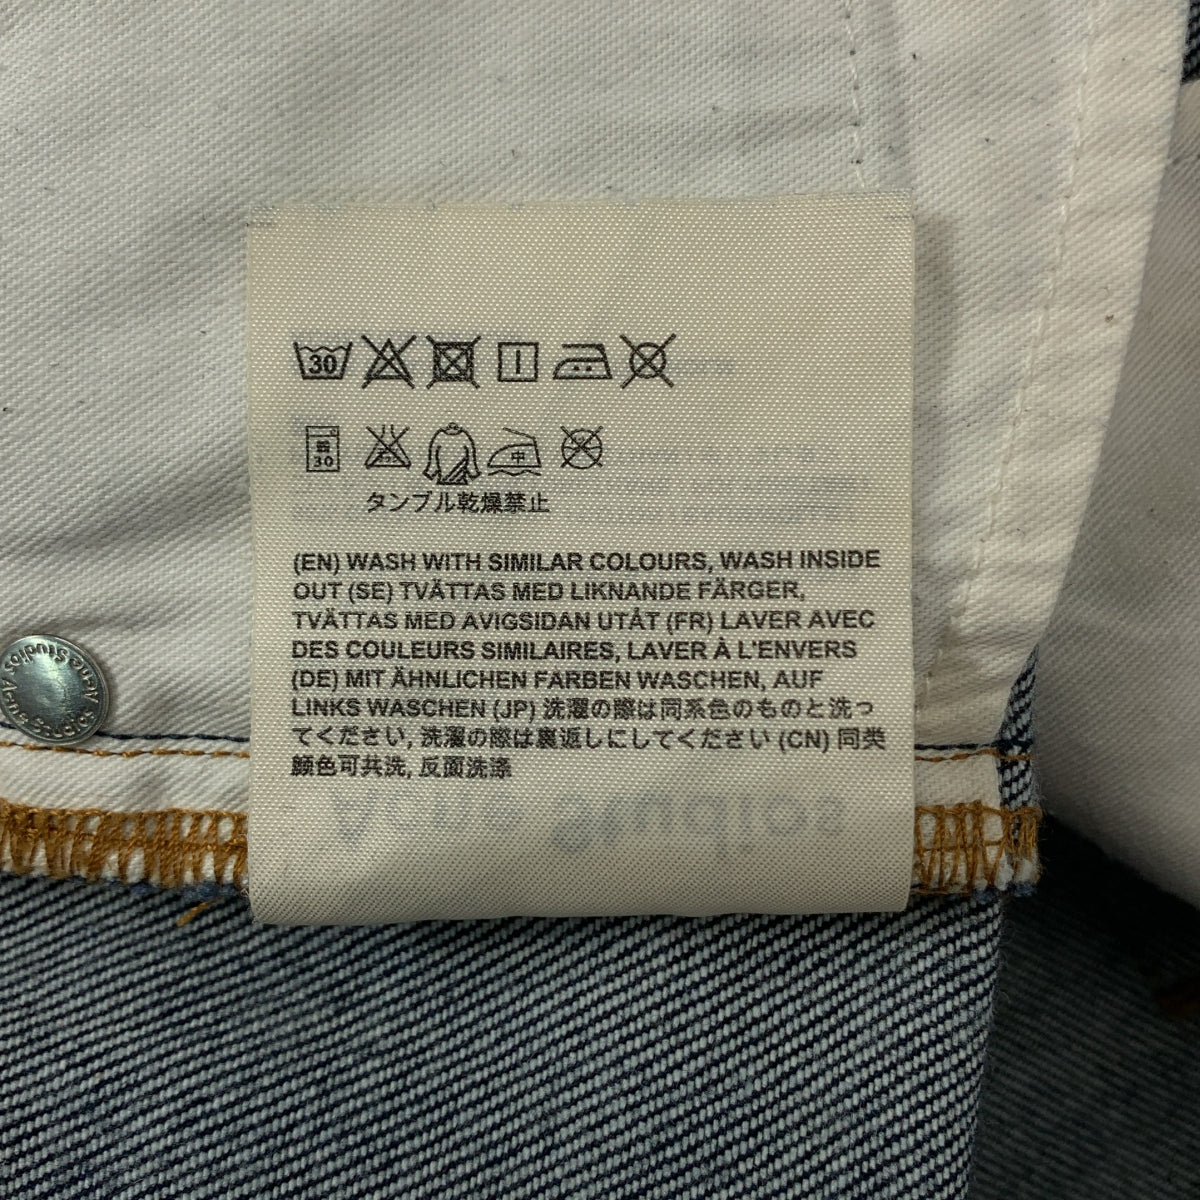 30
弱
30
中
タンブル乾燥禁止
(EN) WASH WITH SIMILAR COLOURS, WASH INSIDE
OUT (SE) TVÄTTAS MED LIKNANDE FÄRGER,
TVÄTTAS MED AVIGSIDAN UTÅT (FR) LAVER AVEC
DES COULEURS SIMILAIRES, LAVER À L'ENVERS
(DE) MIT ÄHNLICHEN FARBEN WASCHEN, AUF
LINKS WASCHEN (JP) 洗濯の際は同系色のものと洗っ
てください, 洗濯の際は裏返しにしてください (CN) 同类
颜色可共洗, 反面洗涤
Acne Studios Acne Studios